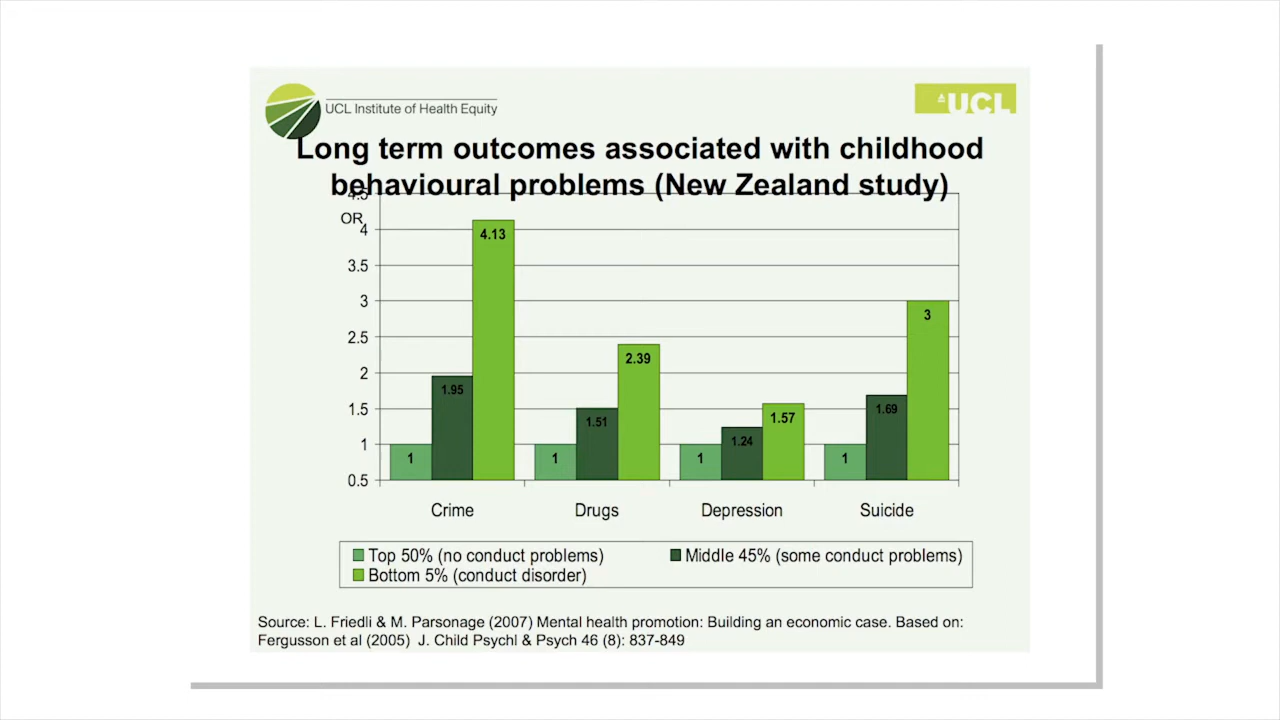 UCL Institute of Health Equity
UCL
Long term outcomes associated with childhood
behavioural problems (New Zealand study)
4.5
OR
4
3.5
3
2.5
2
1.5
1
0.5
1
1.95
4.13
1
1.51
2.39
1
1.24
1.57
1
1.69
3
Crime
Drugs
Depression
Suicide
Top 50% (no conduct problems)
Middle 45% (some conduct problems)
Bottom 5% (conduct disorder)
Source: L. Friedli & M. Parsonage (2007) Mental health promotion: Building an economic case. Based on:
Fergusson et al (2005) J. Child Psychl & Psych 46 (8): 837-849